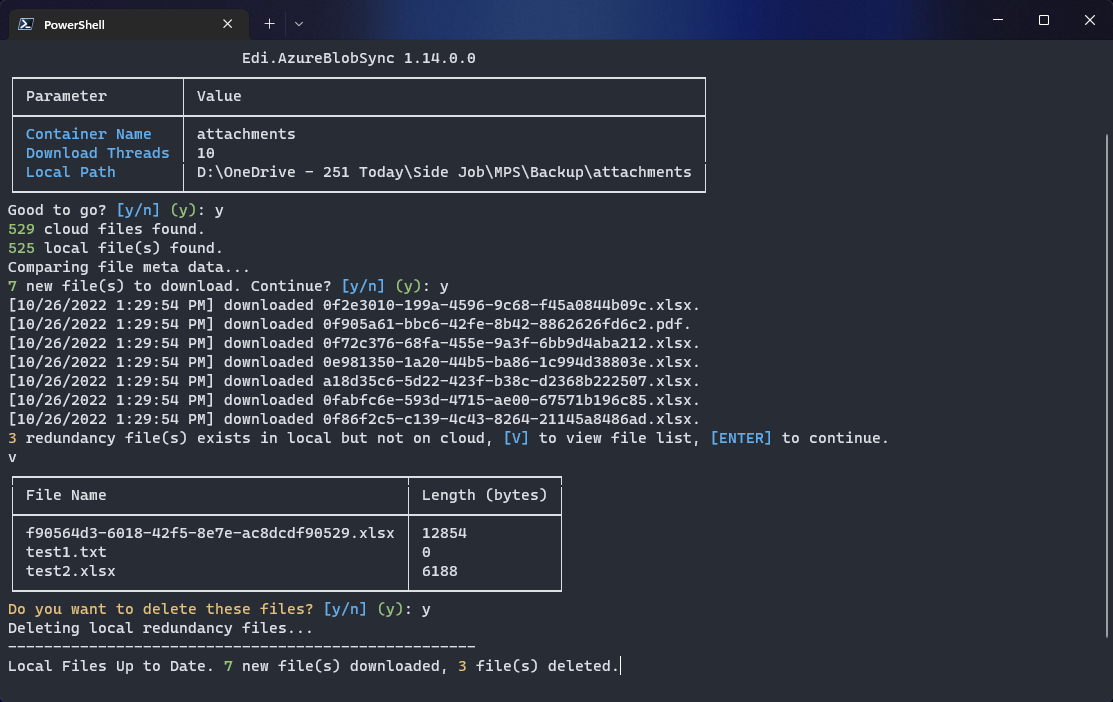 PowerShell
Edi.AzureBlobSync 1.14.0.0
Parameter Value
Container Name attachments
Download Threads 10
Local Path D:\OneDrive - 251 Today\Side Job\MPS\Backup\attachments
Good to go? [y/n] (y): y
529 cloud files found.
525 local file(s) found.
Comparing file meta data...
7 new file(s) to download. Continue? [y/n] (y): y
[10/26/2022 1:29:54 PM] downloaded 0f2e3010-199a-4596-9c68-f45a0844b09c.xlsx.
[10/26/2022 1:29:54 PM] downloaded 0f905a61-bbc6-42fe-8b42-8862626fd6c2.pdf.
[10/26/2022 1:29:54 PM] downloaded 0f72c376-68fa-455e-9a3f-6bb9d4aba212.xlsx.
[10/26/2022 1:29:54 PM] downloaded 0e981350-1a20-44b5-ba86-1c994d38803e.xlsx.
[10/26/2022 1:29:54 PM] downloaded a18d35c6-5d22-423f-b38c-d2368b222507.xlsx.
[10/26/2022 1:29:54 PM] downloaded 0fabfc6e-593d-4715-ae00-67571b196c85.xlsx.
[10/26/2022 1:29:54 PM] downloaded 0f86f2c5-c139-4c43-8264-21145a8486ad.xlsx.
3 redundancy file(s) exists in local but not on cloud, [V] to view file list, [ENTER] to continue.
v
File Name Length (bytes)
f90564d3-6018-42f5-8e7e-ac8dcdf90529.xlsx 12854
test1.txt 0
test2.xlsx 6188
Do you want to delete these files? [y/n] (y): y
Deleting local redundancy files...
----------------------------------------------------
Local Files Up to Date. 7 new file(s) downloaded, 3 file(s) deleted.